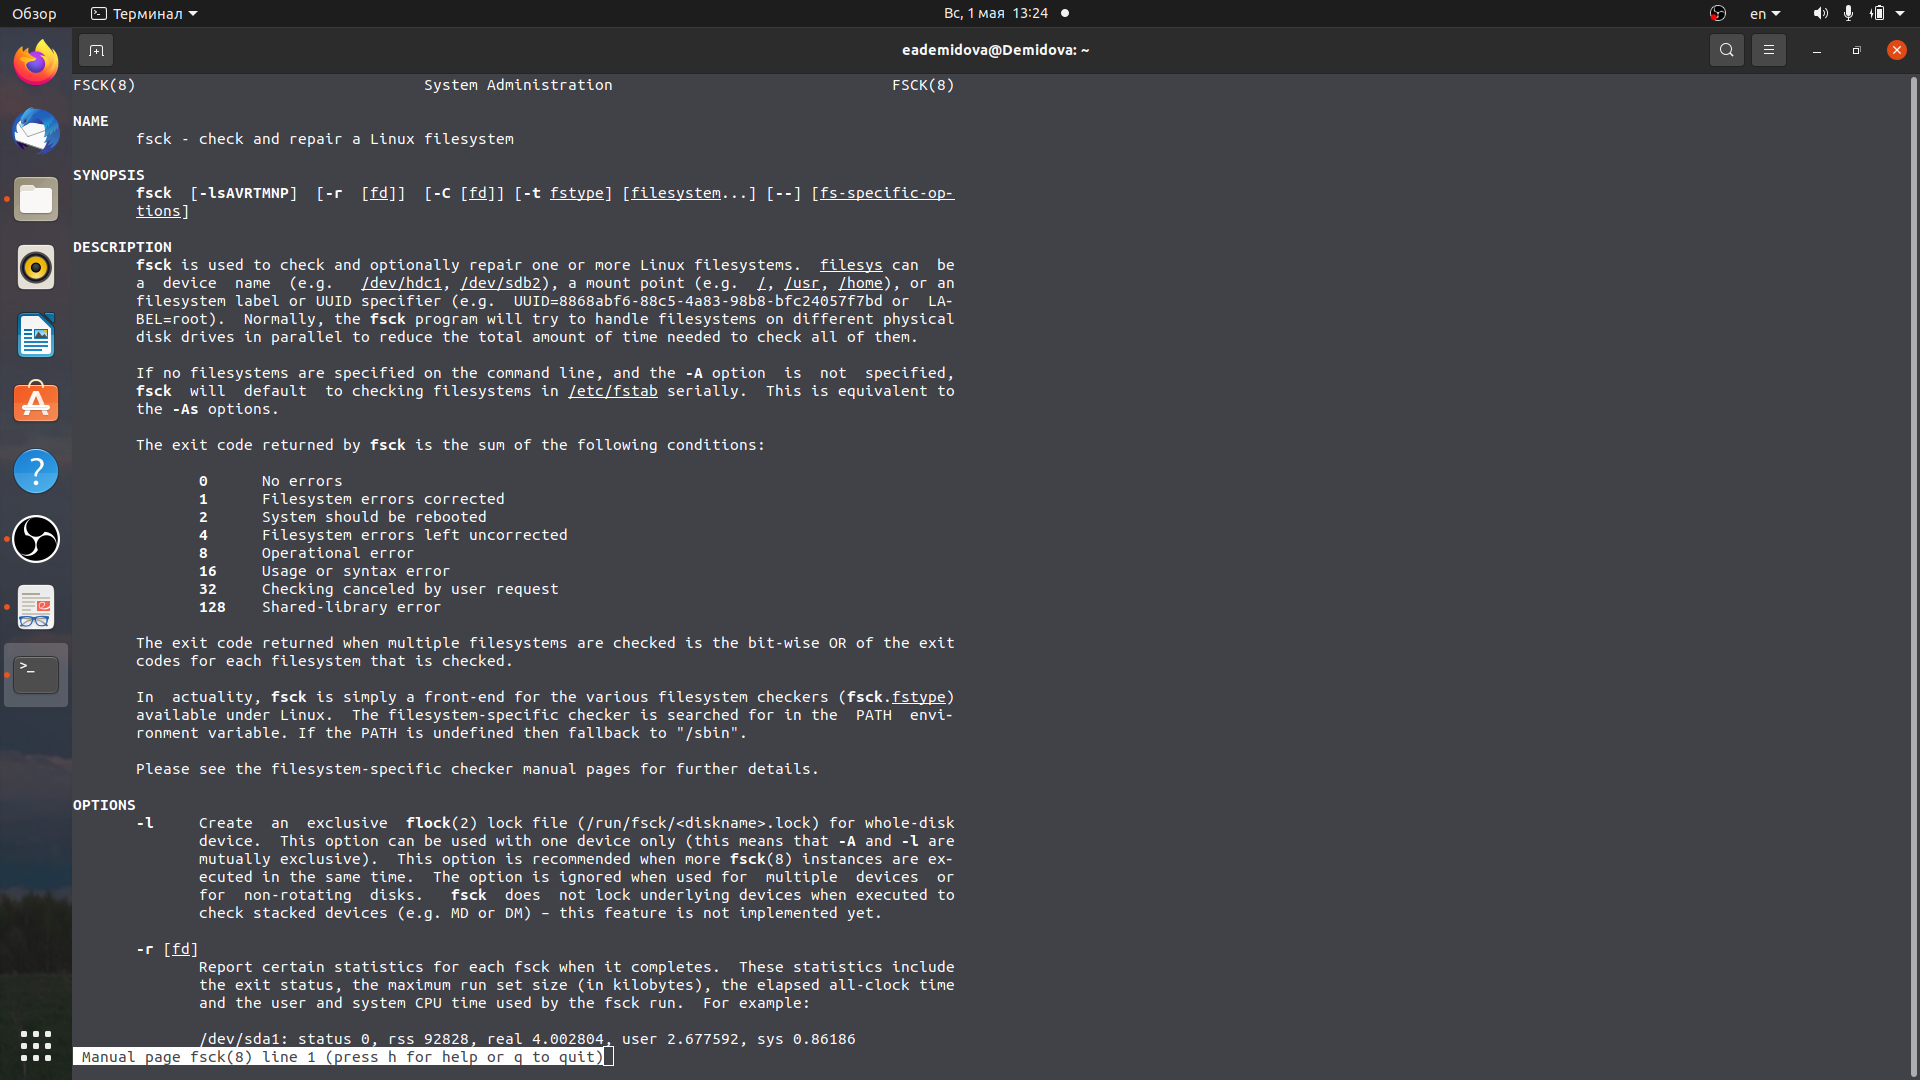 Обзор
Терминал
Вс, 1 мая 13:24
en
eademidova@Demidova: ~
FSCK(8) System Administration FSCK(8)
NAME
fsck - check and repair a Linux filesystem
SYNOPSIS
fsck [-lsAVRTMNP] [-r [fd]] [-C [fd]] [-t fstype] [filesystem...] [--] [fs-specific-op-
tions]
DESCRIPTION
fsck is used to check and optionally repair one or more Linux filesystems. filesys can be
a device name (e.g. /dev/hdc1, /dev/sdb2), a mount point (e.g. /, /usr, /home), or an
filesystem label or UUID specifier (e.g. UUID=8868abf6-88c5-4a83-98b8-bfc24057f7bd or LA-
BEL=root). Normally, the fsck program will try to handle filesystems on different physical
disk drives in parallel to reduce the total amount of time needed to check all of them.
If no filesystems are specified on the command line, and the -A option is not specified,
fsck will default to checking filesystems in /etc/fstab serially. This is equivalent to
the -As options.
The exit code returned by fsck is the sum of the following conditions:
0 No errors
1 Filesystem errors corrected
2 System should be rebooted
4 Filesystem errors left uncorrected
8 Operational error
16 Usage or syntax error
32 Checking canceled by user request
128 Shared-library error
The exit code returned when multiple filesystems are checked is the bit-wise OR of the exit
codes for each filesystem that is checked.
In actuality, fsck is simply a front-end for the various filesystem checkers (fsck.fstype)
available under Linux. The filesystem-specific checker is searched for in the PATH envi-
ronment variable. If the PATH is undefined then fallback to "/sbin".
Please see the filesystem-specific checker manual pages for further details.
OPTIONS
-l Create an exclusive flock(2) lock file (/run/fsck/<diskname>.lock) for whole-disk
device. This option can be used with one device only (this means that -A and -l are
mutually exclusive). This option is recommended when more fsck(8) instances are ex-
ecuted in the same time. The option is ignored when used for multiple devices or
for non-rotating disks. fsck does not lock underlying devices when executed to
check stacked devices (e.g. MD or DM) – this feature is not implemented yet.
-r [fd]
Report certain statistics for each fsck when it completes. These statistics include
the exit status, the maximum run set size (in kilobytes), the elapsed all-clock time
and the user and system CPU time used by the fsck run. For example:
/dev/sda1: status 0, rss 92828, real 4.002804, user 2.677592, sys 0.86186
Manual page fsck(8) line 1 (press h for help or q to quit)